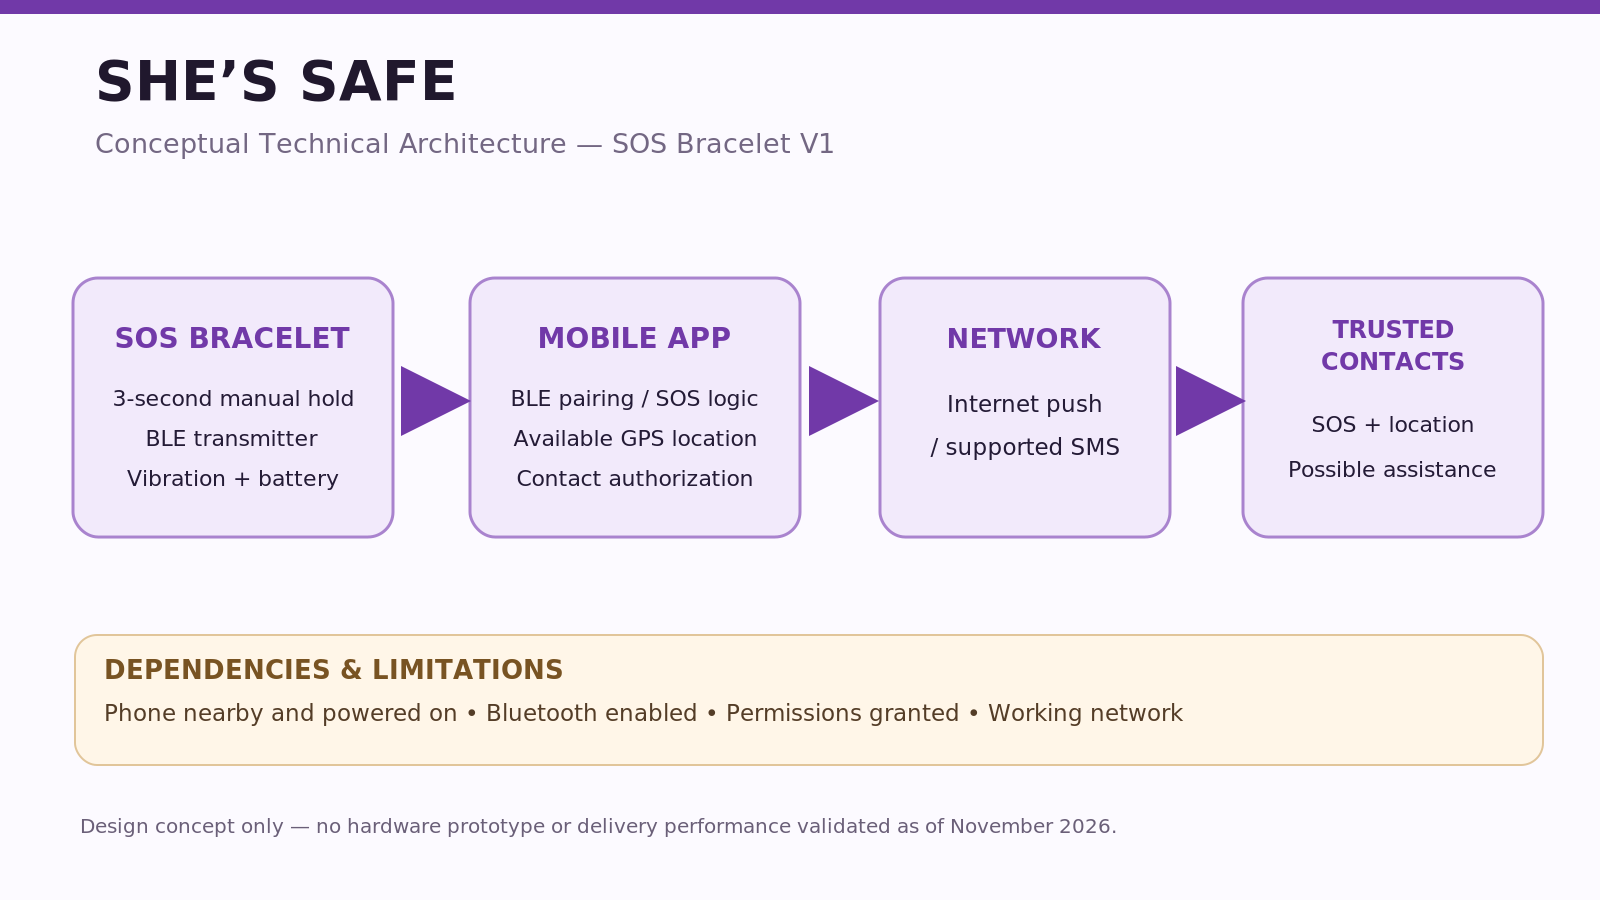 SHE’S SAFE
Conceptual Technical Architecture — SOS Bracelet V1
SOS BRACELET
3-second manual hold
BLE transmitter
Vibration + battery
MOBILE APP
BLE pairing / SOS logic
Available GPS location
Contact authorization
NETWORK
Internet push
/ supported SMS
TRUSTED
CONTACTS
SOS + location
Possible assistance
DEPENDENCIES & LIMITATIONS
Phone nearby and powered on • Bluetooth enabled • Permissions granted • Working network
Design concept only — no hardware prototype or delivery performance validated as of November 2026.